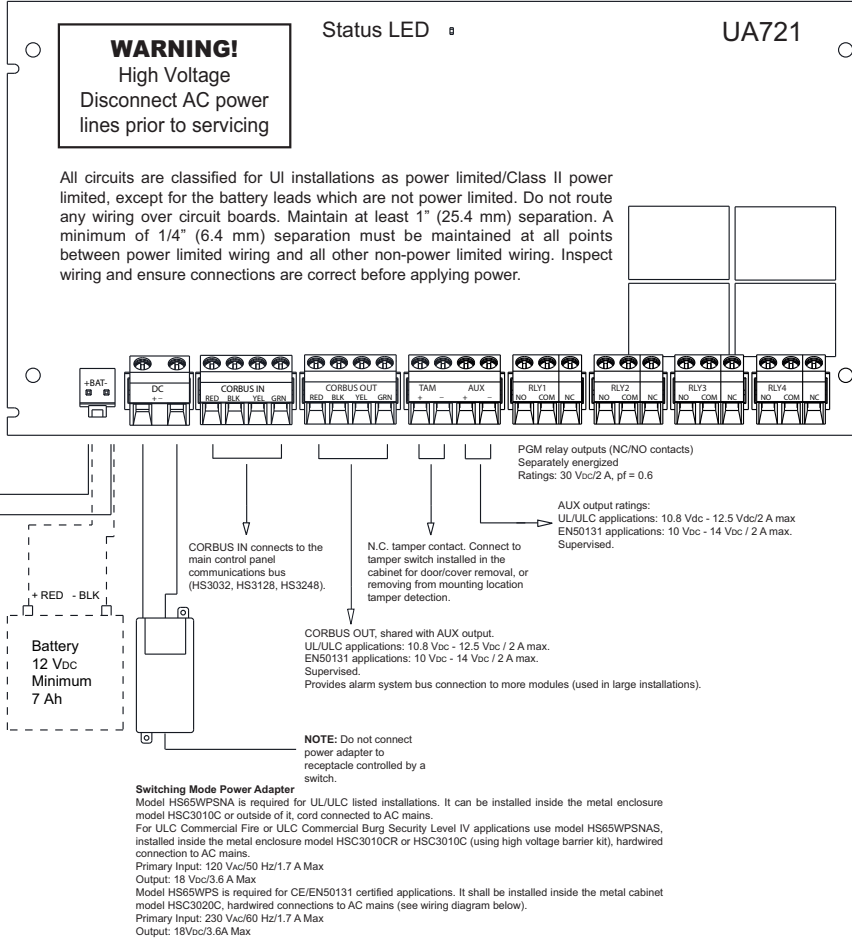 Status LED
UA721
WARNING!
High Voltage
Disconnect AC power
lines prior to servicing
All circuits are classified for Ul installations as power limited/Class II power
limited, except for the battery leads which are not power limited. Do not route
any wiring over circuit boards. Maintain at least 1” (25.4 mm) separation. A
minimum of 1/4” (6.4 mm) separation must be maintained at all points
between power limited wiring and all other non-power limited wiring. Inspect
wiring and ensure connections are correct before applying power.
+BAT-
DC
+ –
CORBUS IN
RED BLK YEL GRN
CORBUS OUT
RED BLK YEL GRN
TAM
+ –
AUX
+ –
RLY1
NO COM NC
RLY2
NO COM NC
RLY3
NO COM NC
RLY4
NO COM NC
PGM relay outputs (NC/NO contacts)
Separately energized
Ratings: 30 VDC/2 A, pf = 0.6
AUX output ratings:
UL/ULC applications: 10.8 Vdc - 12.5 Vdc/2 A max
EN50131 applications: 10 VDC - 14 VDC / 2 A max.
Supervised.
CORBUS IN connects to the
main control panel
communications bus
(HS3032, HS3128, HS3248).
N.C. tamper contact. Connect to
tamper switch installed in the
cabinet for door/cover removal, or
removing from mounting location
tamper detection.
+ RED - BLK
Battery
12 VDC
Minimum
7 Ah
CORBUS OUT, shared with AUX output.
UL/ULC applications: 10.8 VDC - 12.5 VDC / 2 A max.
EN50131 applications: 10 VDC - 14 VDC / 2 A max.
Supervised.
Provides alarm system bus connection to more modules (used in large installations).
NOTE: Do not connect
power adapter to
receptacle controlled by a
switch.
Switching Mode Power Adapter
Model HS65WPSNA is required for UL/ULC listed installations. It can be installed inside the metal enclosure
model HSC3010C or outside of it, cord connected to AC mains.
For ULC Commercial Fire or ULC Commercial Burg Security Level IV applications use model HS65WPSNAS,
installed inside the metal enclosure model HSC3010CR or HSC3010C (using high voltage barrier kit), hardwired
connection to AC mains.
Primary Input: 120 VAC/50 Hz/1.7 A Max
Output: 18 VDC/3.6 A Max
Model HS65WPS is required for CE/EN50131 certified applications. It shall be installed inside the metal cabinet
model HSC3020C, hardwired connections to AC mains (see wiring diagram below).
Primary Input: 230 VAC/60 Hz/1.7 A Max
Output: 18VDC/3.6A Max